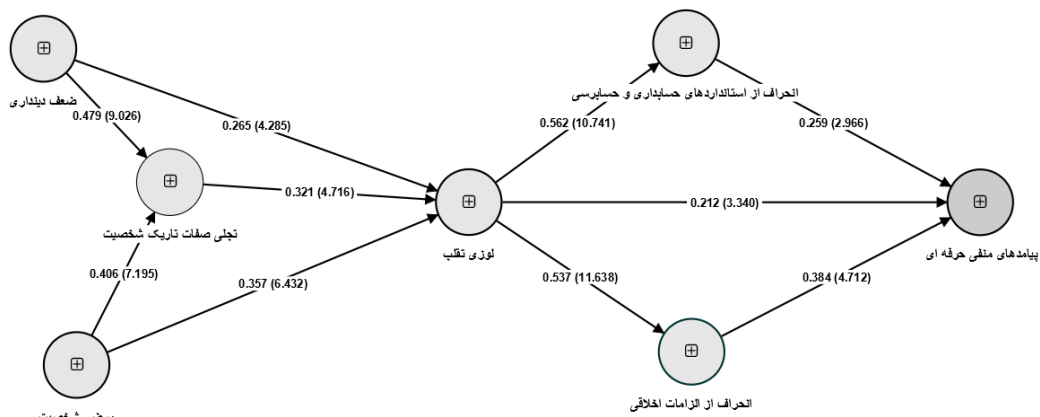 انحراف از استانداردهای حسابداری و حسابرسی
ضعف دینداری
0.479 (9.026)
0.265 (4.285)
0.562 (10.741)
0.259 (2.966)
0.321 (4.716)
0.212 (3.340)
تجلی صفات تاریک شخصیت
لوزی تقلب
پیامدهای منفی حرفه ای
0.406 (7.195)
0.357 (6.432)
0.537 (11.638)
0.384 (4.712)
انحراف از الزامات اخلاقی
شخصیت